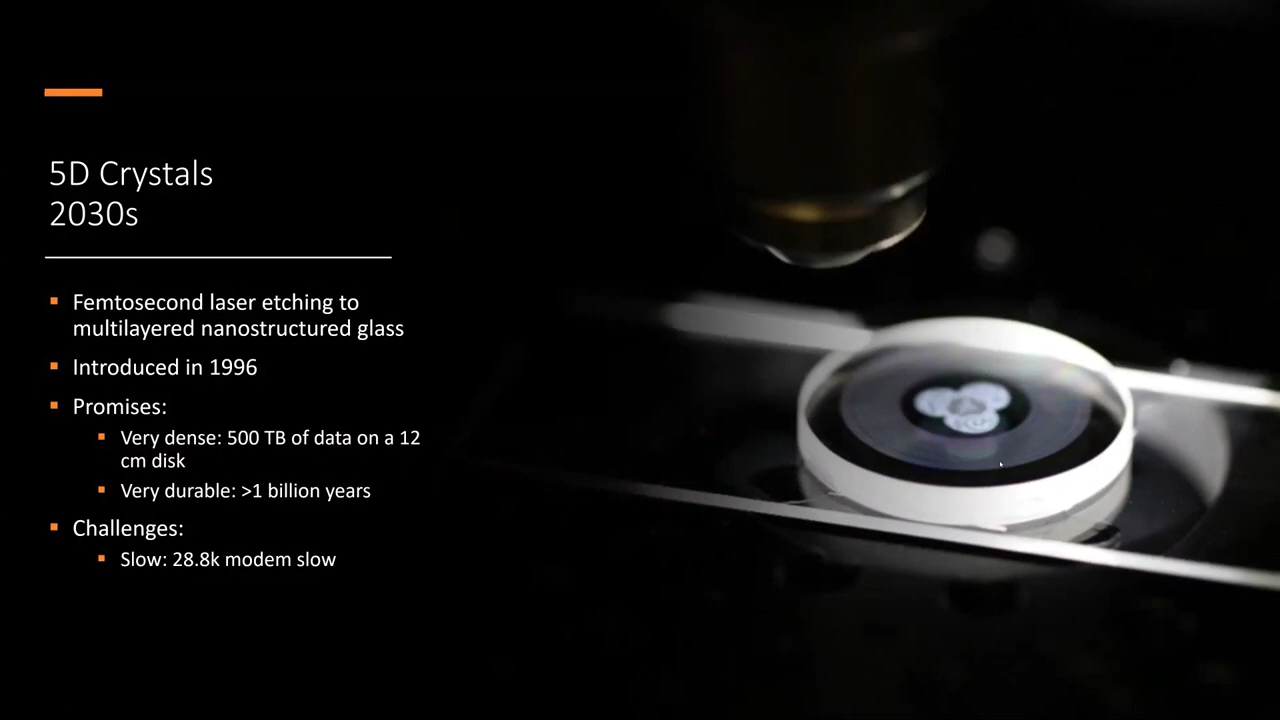 5D Crystals
2030s
Femtosecond laser etching to
multilayered nanostructured glass
Introduced in 1996
Promises:
Very dense: 500 TB of data on a 12
cm disk
Very durable: >1 billion years
Challenges:
Slow: 28.8k modem slow